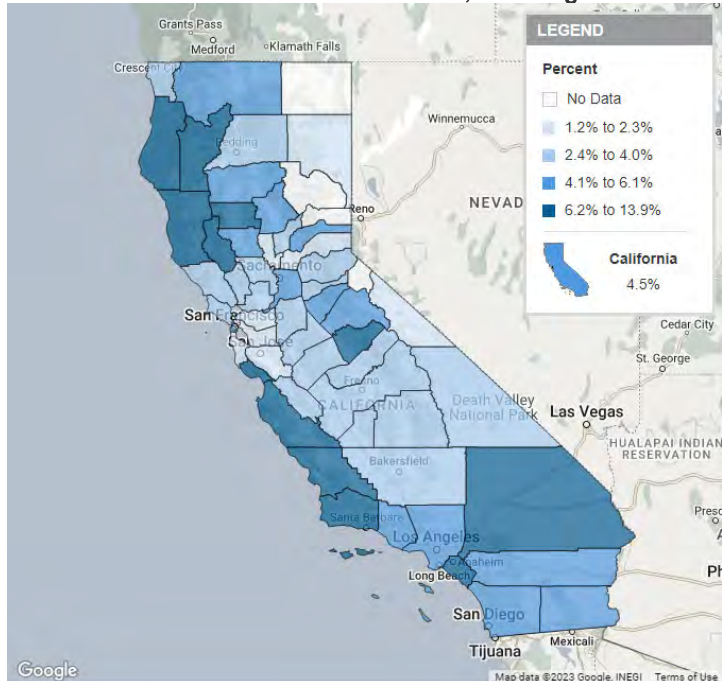 Grants Pass
Medford
Klamath Falls
Crescent City
LEGEND
Percent
No Data
1.2% to 2.3%
2.4% to 4.0%
4.1% to 6.1%
6.2% to 13.9%
California
4.5%
Winnemucca
Redding
Reno
NEVAD
Sacramento
San Francisco
San Jose
Cedar City
St. George
Fresno
CALIFORNIA
Death Valley
National Park
Las Vegas
HUALAPAI INDIAN
RESERVATION
Bakersfield
Presc
Santa Barbara
Los Angeles
Anaheim
Long Beach
Ph
San Diego
Mexicali
Tijuana
Google
Map data ©2023 Google, INEGI
Terms of Use